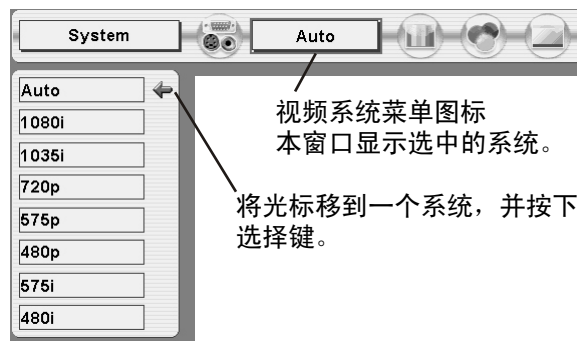 System
Auto
Auto
1080i
1035i
720p
575p
480p
575i
480i
视频系统菜单图标
本窗口显示选中的系统。
将光标移到一个系统，并按下
选择键。